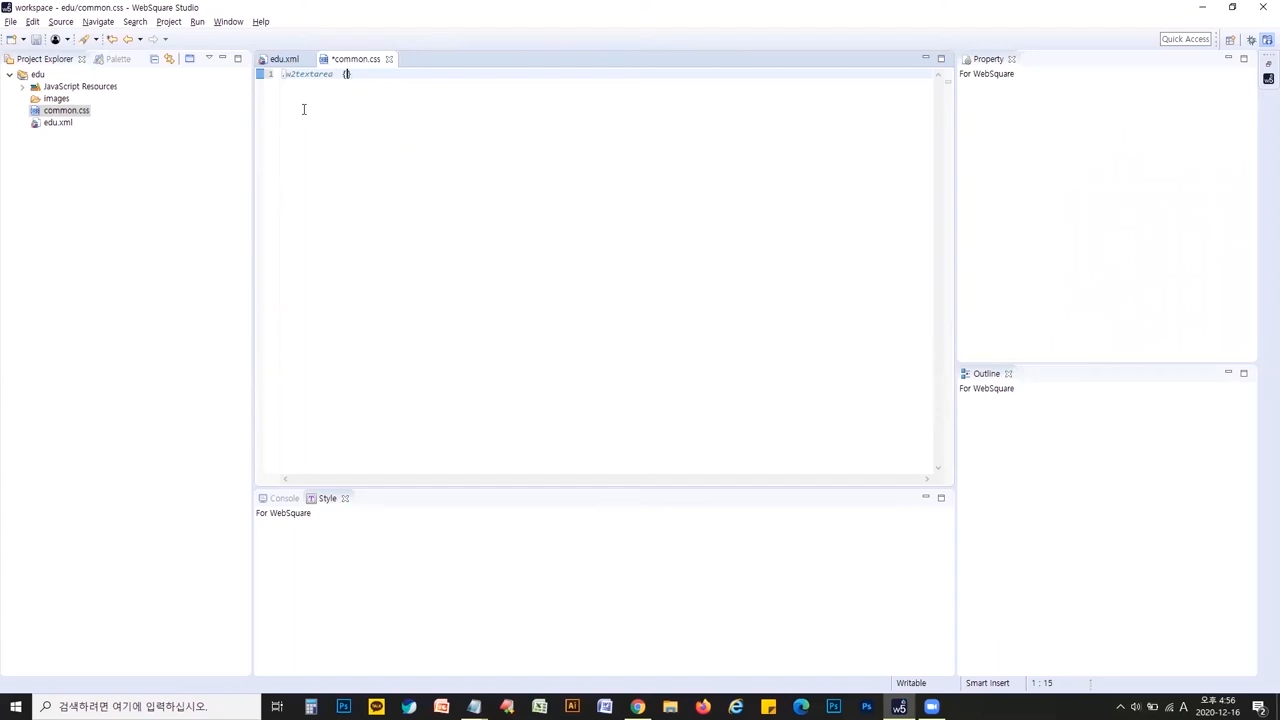 workspace - edu/common.css - WebSquare Studio
File Edit Source Navigate Search Project Run Window Help
Quick Access
Project Explorer Palette
edu.xml *common.css
Property
edu
JavaScript Resources
images
common.css
edu.xml
1 .w2textarea {}
For WebSquare
Outline
For WebSquare
Console Style
For WebSquare
Writable Smart Insert 1 : 15
검색하려면 여기에 입력하십시오.
A 오후 4:56
2020-12-16